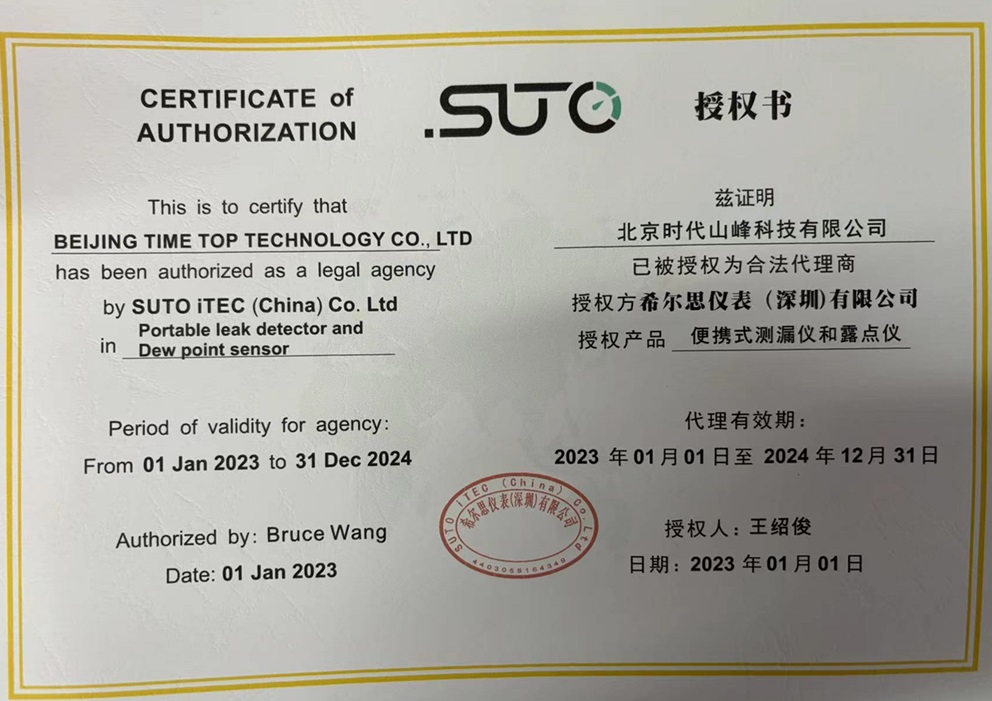 CERTIFICATE of
AUTHORIZATION
This is to certify that
BEIJING TIME TOP TECHNOLOGY CO., LTD
has been authorized as a legal agency
by SUTO iTEC (China) Co. Ltd
in Portable leak detector and
Dew point sensor
Period of validity for agency:
From 01 Jan 2023 to 31 Dec 2024
Authorized by: Bruce Wang
Date: 01 Jan 2023
.SUTO
授权书
兹证明
北京时代山峰科技有限公司
已被授权为合法代理商
授权方希尔思仪表（深圳)有限公司
授权产品 便携式测漏仪和露点仪
代理有效期：
2023 年 01 月 01 日至 2024 年 12 月 31 日
授权人：王绍俊
日期：2023 年 01 月 01 日
SUTO iTEC (China) Co. Ltd
希尔思仪表(深圳)有限公司